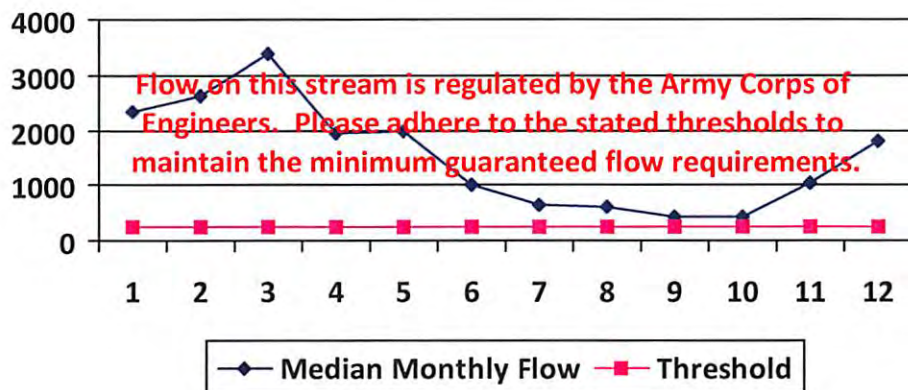 4000
3000
2000
1000
0
Flow on this stream is regulated by the Army Corps of
Engineers. Please adhere to the stated thresholds to
maintain the minimum guaranteed flow requirements.
1 2 3 4 5 6 7 8 9 10 11 12
Median Monthly Flow Threshold